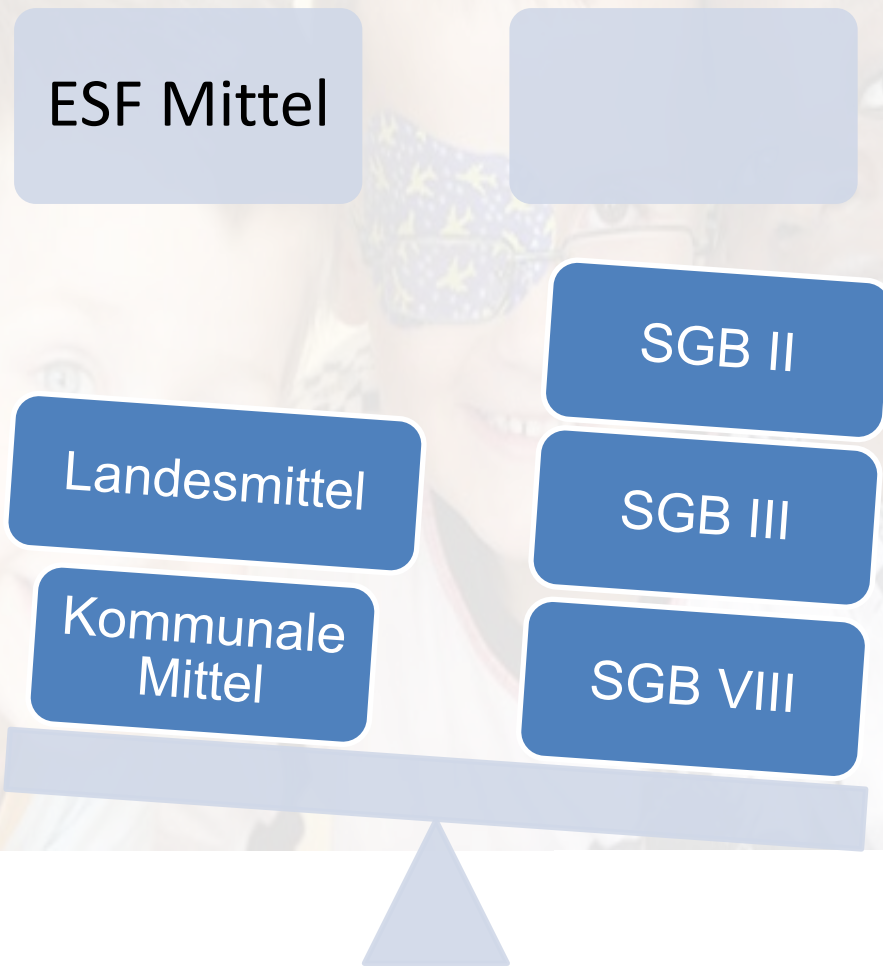 ESF Mittel
SGB II
Landesmittel
SGB III
Kommunale
Mittel
SGB VIII